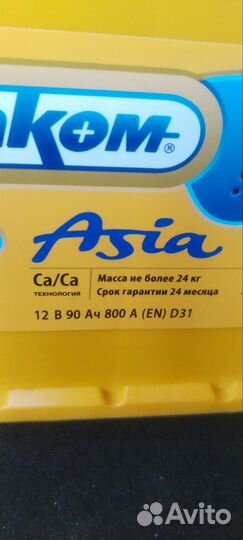 ком®
Asia
Ca/Ca Масса не более 24 кг
технология Срок гарантии 24 месяца
12 В 90 Ач 800 А (EN) D31
Avito